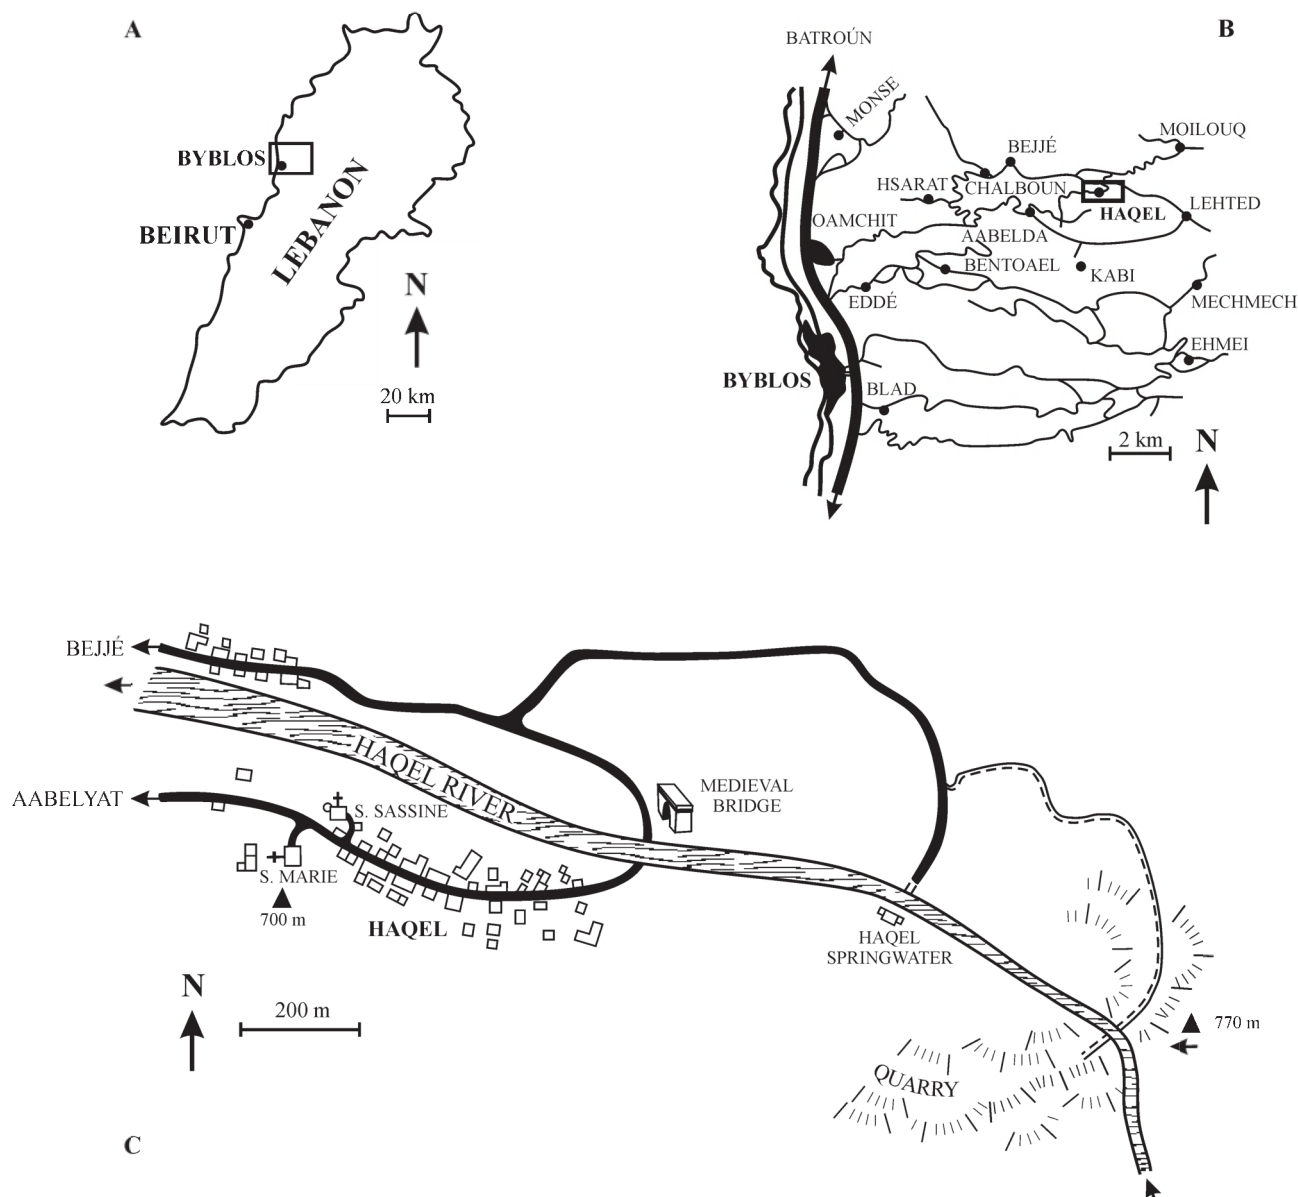 A
BYBLOS
BEIRUT
LEBANON
N
20 km
B
BATROÚN
MONSE
MOILOUQ
BEJJÉ
HSARAT
CHALBOUN
HAQEL
LEHTED
OAMCHIT
AABELDA
BENTOAEL
KABI
EDDÉ
MECHMECH
EHMEI
BYBLOS
BLAD
2 km
N
BEJJÉ
HAQEL RIVER
MEDIEVAL
BRIDGE
AABELYAT
S. SASSINE
S. MARIE
700 m
HAQEL
HAQEL
SPRINGWATER
N
200 m
770 m
QUARRY
C